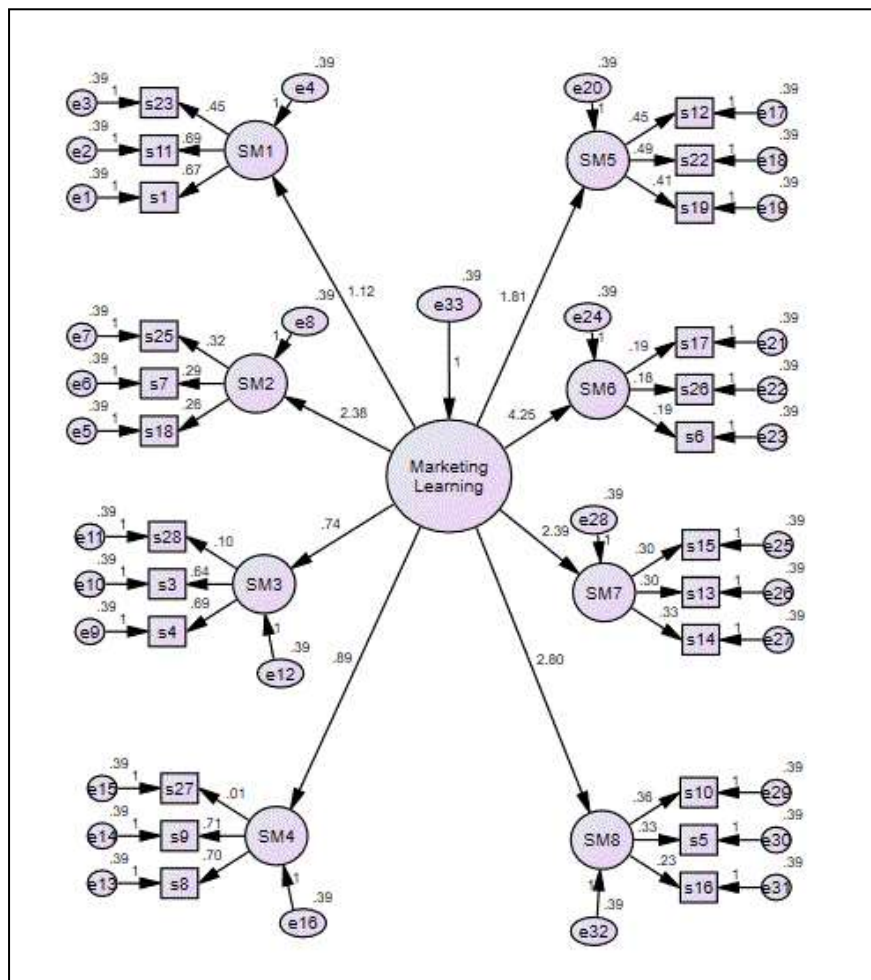 .39
e3
1
s23
.45
.39
e2
1
s11
.69
.39
e1
1
s1
.67
SM1
1
e4
.39
1.12
.39
e7
1
s25
.32
.39
e6
1
s7
.29
.39
e5
1
s18
.26
SM2
1
e8
.39
2.38
.39
e11
1
s28
.10
.39
e10
1
s3
.64
.39
e9
1
s4
.69
SM3
1
e12
.39
.74
.39
e15
1
s27
.01
.39
e14
1
s9
.71
.39
e13
1
s8
.70
SM4
1
e16
.39
.89
.39
e33
1
Marketing
Learning
.39
e20
1
SM5
.45
s12
1
e17
.39
.49
s22
1
e18
.39
.41
s19
1
e19
.39
1.81
.39
e24
1
SM6
.19
s17
1
e21
.39
.18
s26
1
e22
.39
.19
s6
1
e23
.39
4.25
.39
e28
1
SM7
.30
s15
1
e25
.39
.30
s13
1
e26
.39
.33
s14
1
e27
.39
2.39
SM8
.36
s10
1
e29
.39
.33
s5
1
e30
.39
.23
s16
1
e31
.39
1
e32
.39
2.80